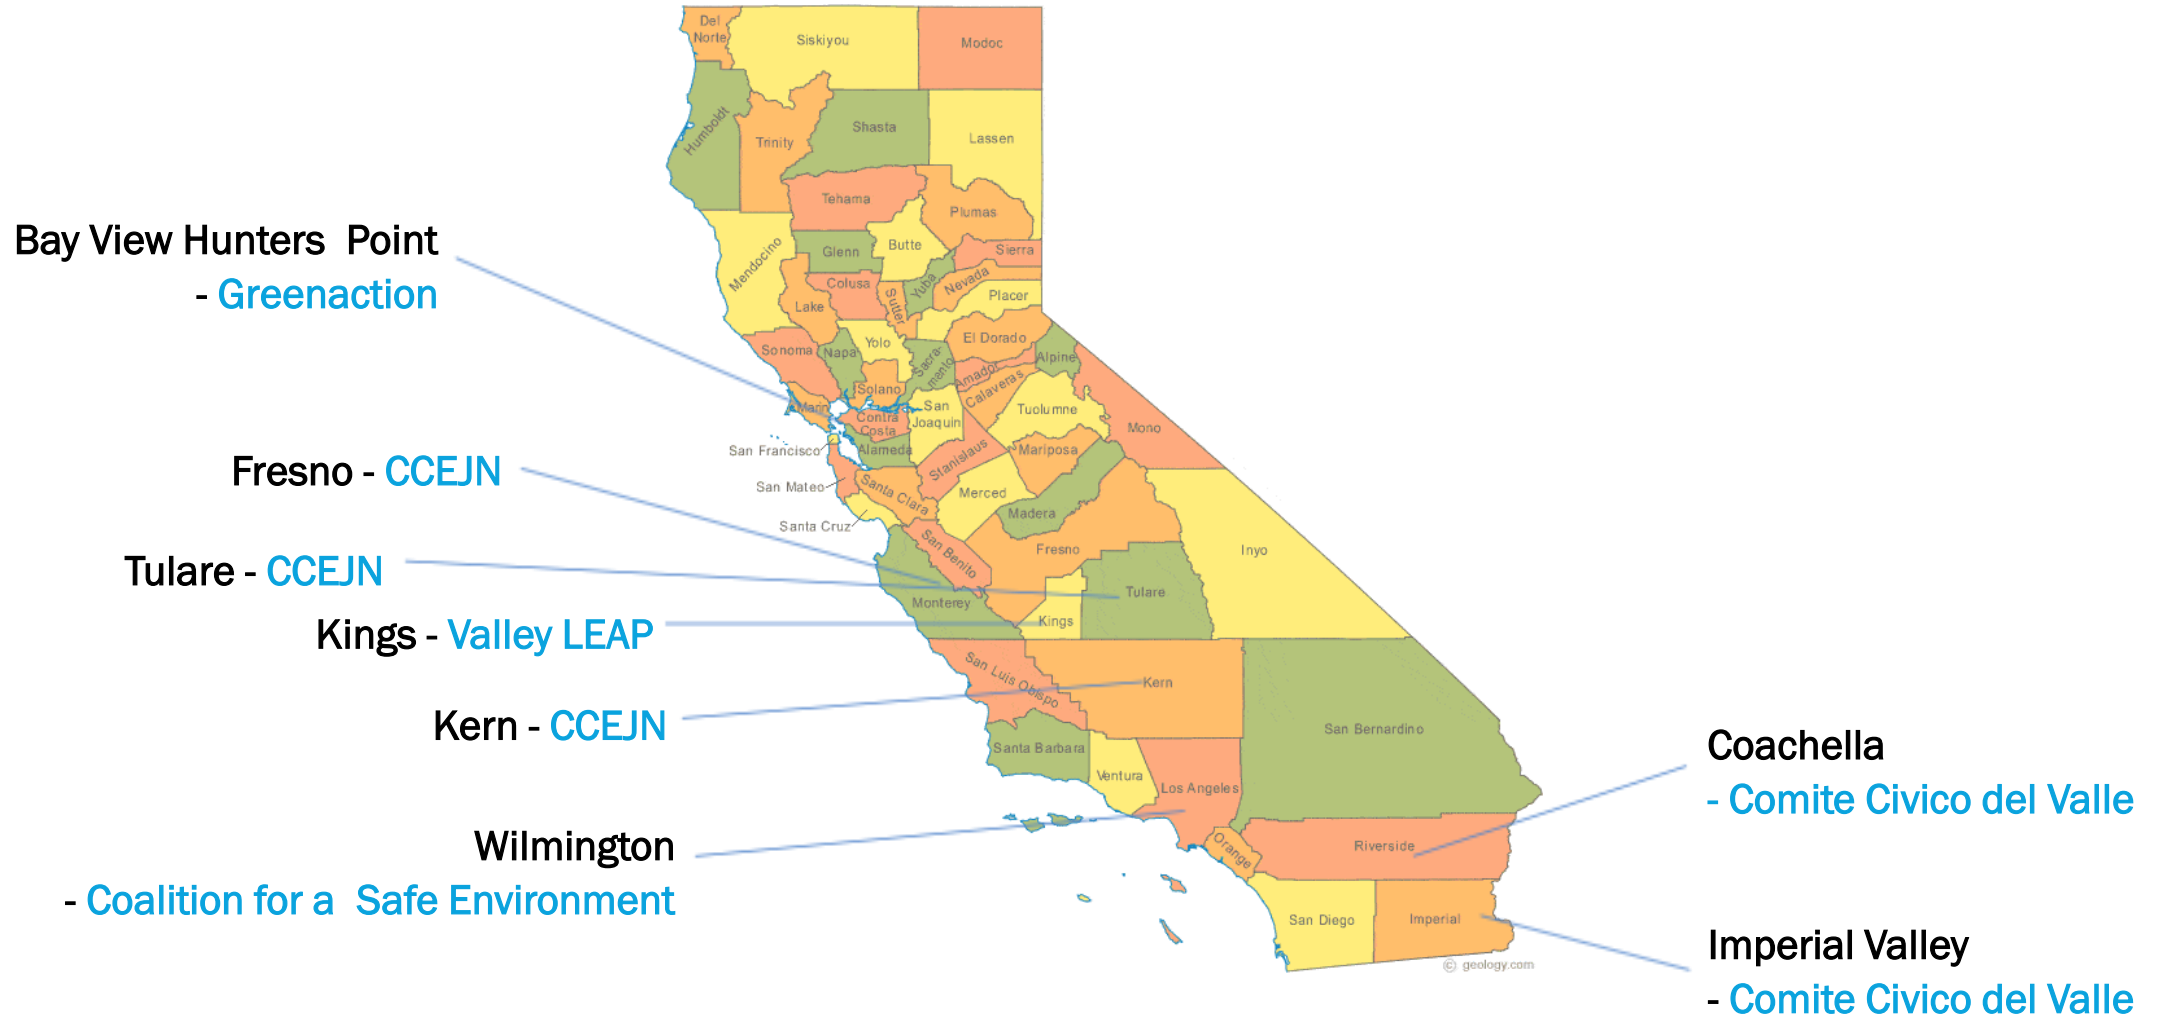 Del
Norte
Siskiyou
Modoc
Humboldt
Trinity
Shasta
Lassen
Tehama
Plumas
Bay View Hunters  Point
- Greenaction
Mendocino
Glenn
Butte
Sierra
Colusa
Lake
Sutter
Yuba
Nevada
Placer
El Dorado
Sonoma
Napa
Yolo
Sacra-
mento
Amador
Alpine
Solano
Calaveras
Marin
Contra
Costa
San
Joaquin
Tuolumne
Mono
San Francisco
Alameda
Stanislaus
Mariposa
Fresno - CCEJN
San Mateo
Santa Clara
Merced
Madera
Santa Cruz
San Benito
Fresno
Inyo
Tulare - CCEJN
Monterey
Tulare
Kings - Valley LEAP
Kings
San Luis Obispo
Kern
Kern - CCEJN
Santa Barbara
Ventura
Los Angeles
San Bernardino
Coachella
- Comite Civico del Valle
Wilmington
- Coalition for a  Safe Environment
Orange
Riverside
San Diego
Imperial
Imperial Valley
- Comite Civico del Valle
© geology.com